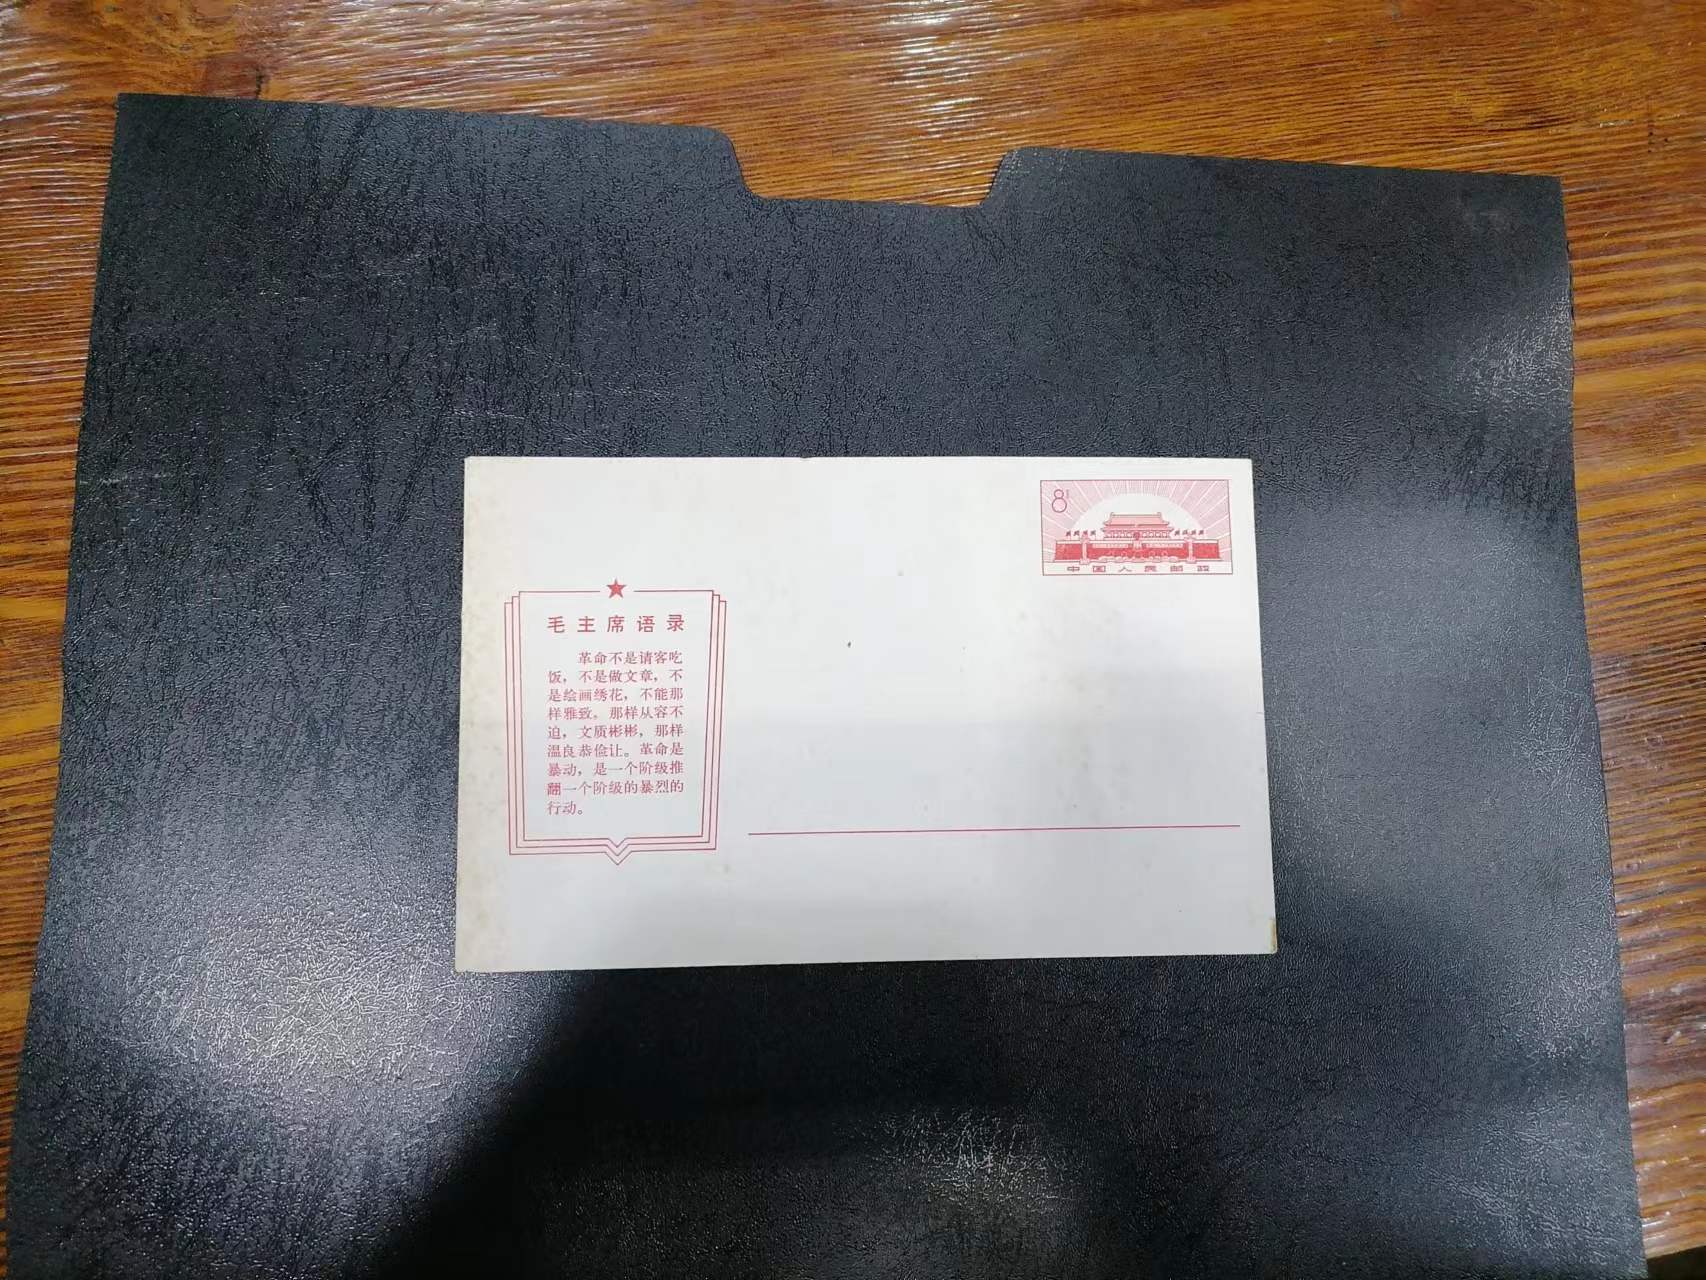 8分
中国人民邮政
毛主席语录
革命不是请客吃
饭，不是做文章，不
是绘画绣花，不能那
样雅致，那样从容不
迫，文质彬彬，那样
温良恭俭让。革命是
暴动，是一个阶级推
翻一个阶级的暴烈的
行动。